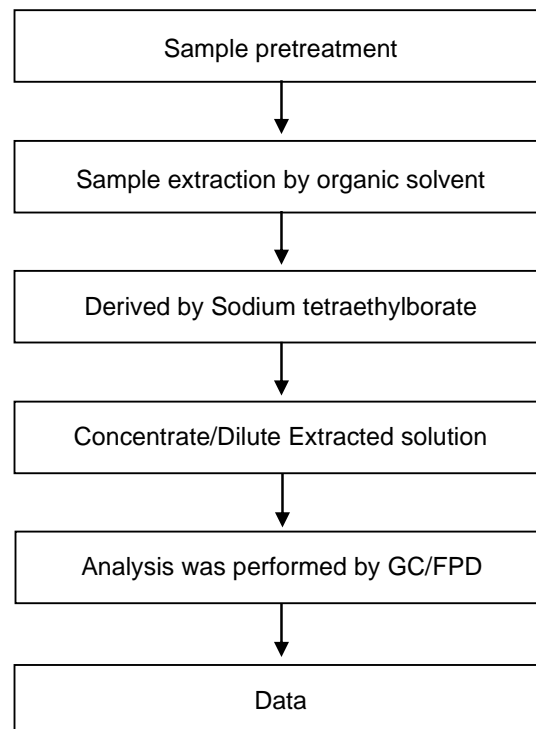 Sample pretreatment
Sample extraction by organic solvent
Derived by Sodium tetraethylborate
Concentrate/Dilute Extracted solution
Analysis was performed by GC/FPD
Data